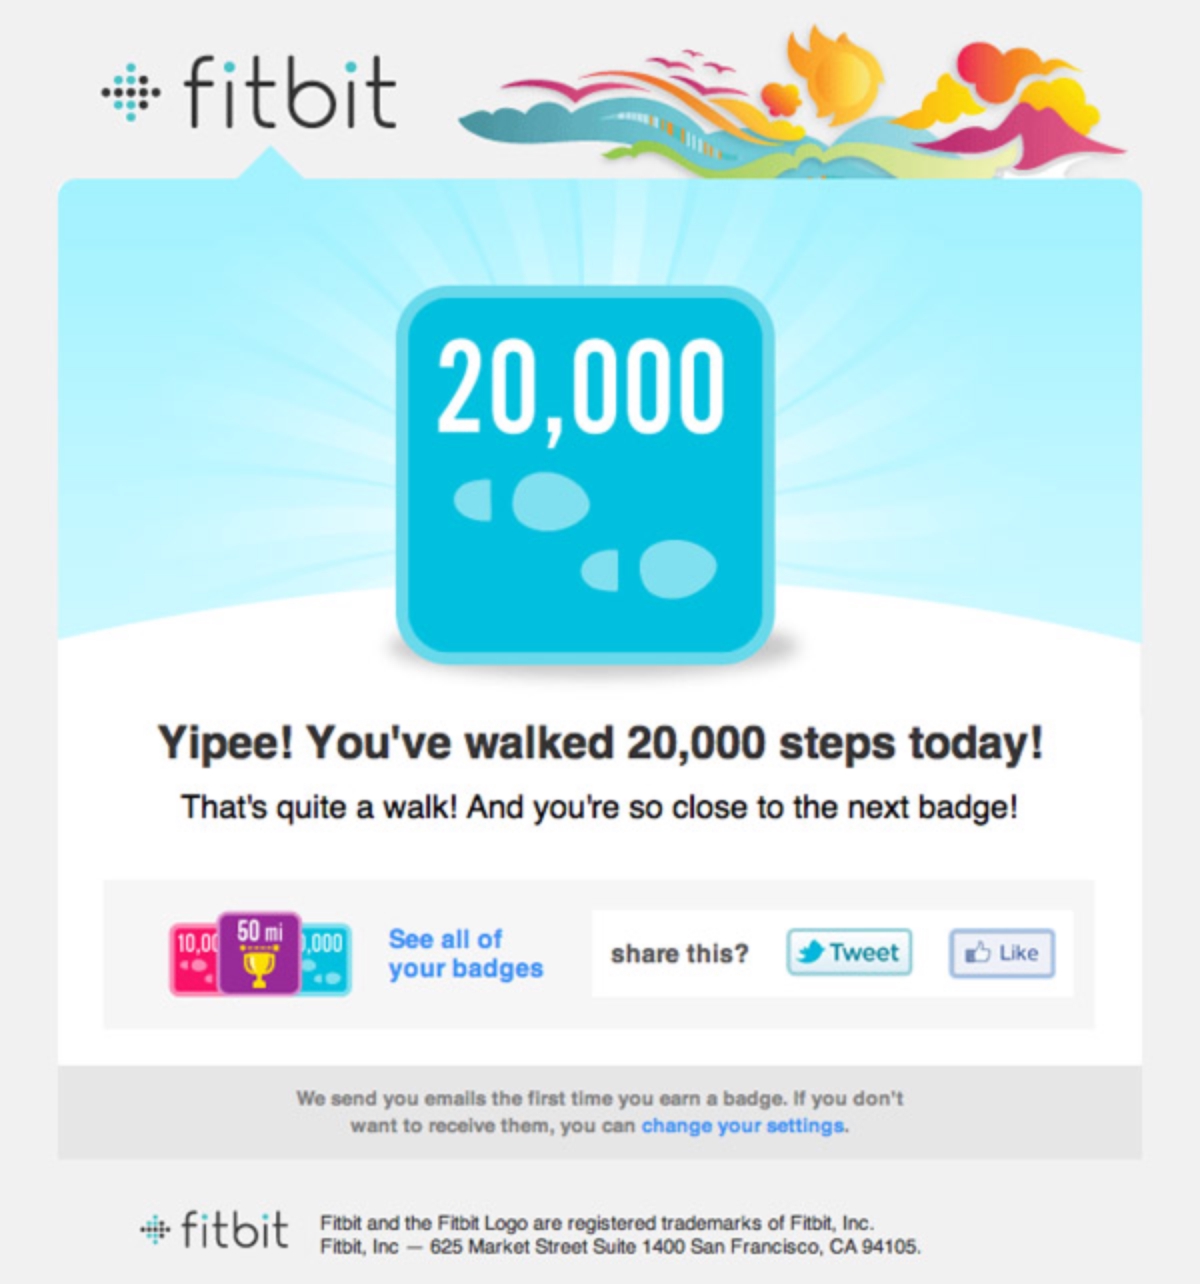 fitbit
20,000
Yipee! You've walked 20,000 steps today!
That's quite a walk! And you're so close to the next badge!
10,00
50 mi
,000
See all of
your badges
share this?
Tweet
Like
We send you emails the first time you earn a badge. If you don't
want to receive them, you can change your settings.
fitbit
Fitbit and the Fitbit Logo are registered trademarks of Fitbit, Inc.
Fitbit, Inc — 625 Market Street Suite 1400 San Francisco, CA 94105.